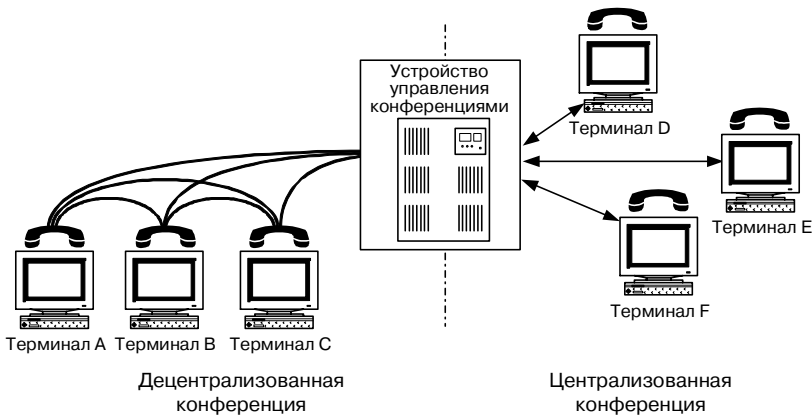 Устройство
управления
конференциями
Терминал D
Терминал E
Терминал F
Терминал A
Терминал B
Терминал C
Децентрализованная
конференция
Централизованная
конференция